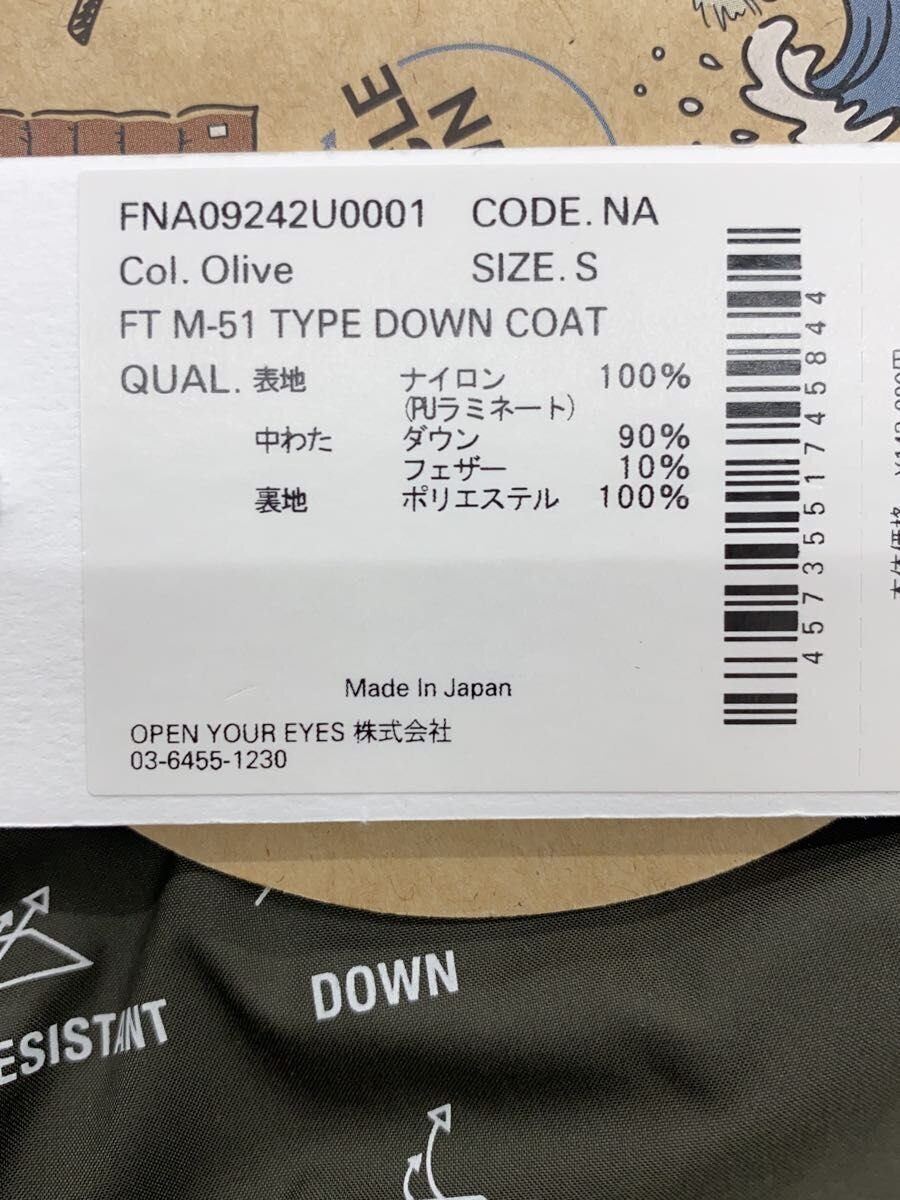 FNA09242U0001 CODE. NA
Col. Olive SIZE. S
FT M-51 TYPE DOWN COAT
QUAL. 表地 ナイロン 100%
(PUラミネート)
中わた ダウン 90%
フェザー 10%
裏地 ポリエステル 100%
Made In Japan
OPEN YOUR EYES 株式会社
03-6455-1230
4573551745844
DOWN